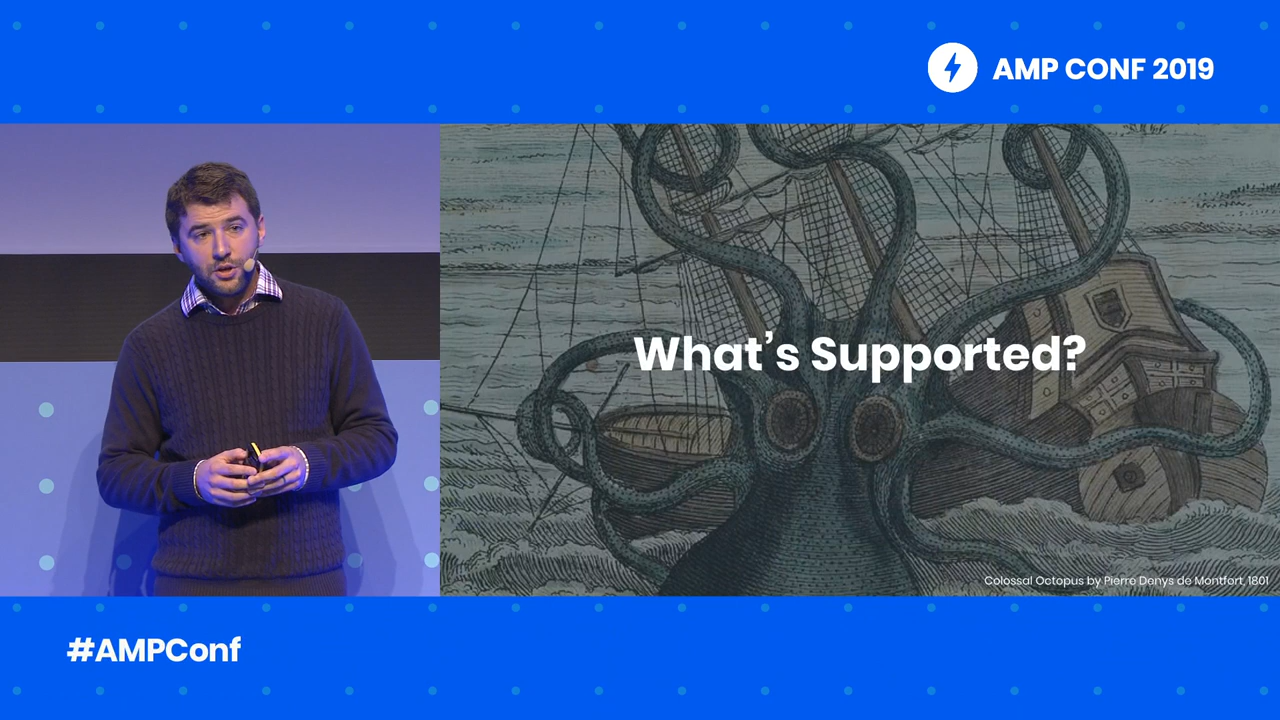 AMP CONF 2019
What's Supported?
Colossal Octopus by Pierre Denys de Montfort, 1801
#AMPConf